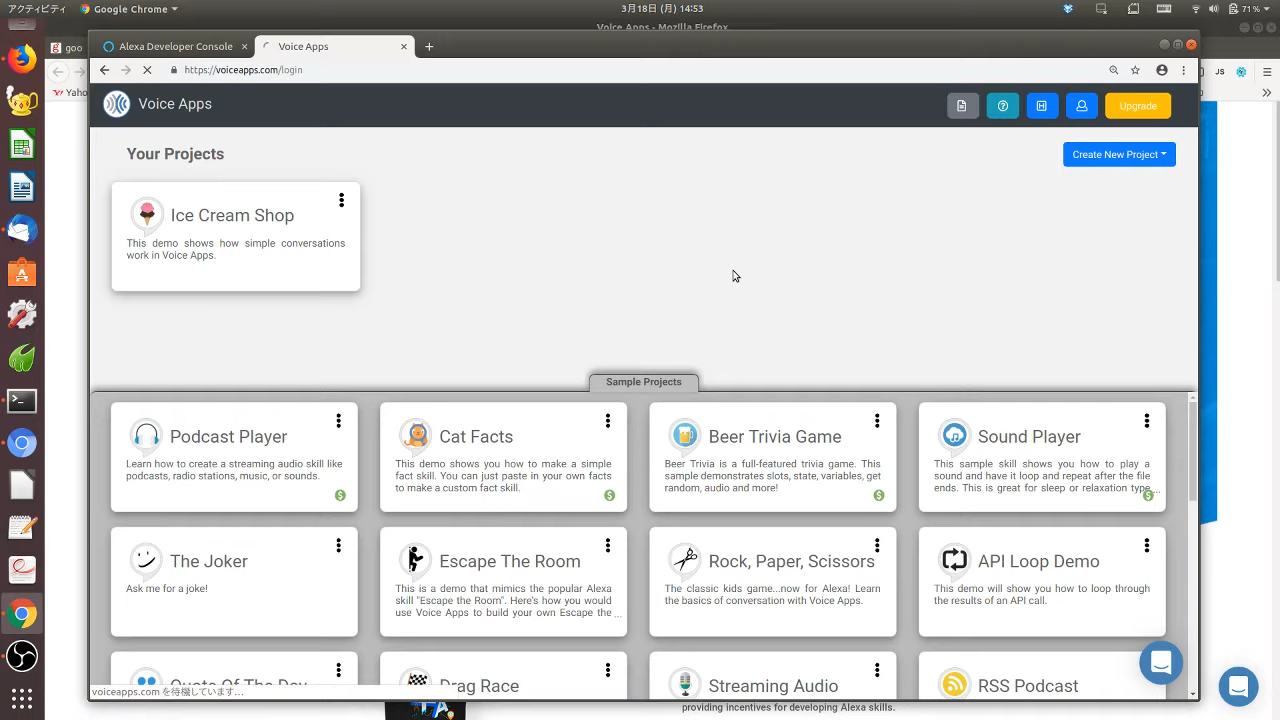 アクティビティ
Google Chrome
3月18日 (月) 14:53
71%
Voice Apps - Mozilla Firefox
goo
Alexa Developer Console
Voice Apps
https://voiceapps.com/login
JS
Yaho
Voice Apps
Upgrade
Your Projects
Create New Project
Ice Cream Shop
This demo shows how simple conversations
work in Voice Apps.
Sample Projects
Podcast Player
Learn how to create a streaming audio skill like
podcasts, radio stations, music, or sounds.
Cat Facts
This demo shows you how to make a simple
fact skill. You can just paste in your own facts
to make a custom fact skill.
Beer Trivia Game
Beer Trivia is a full-featured trivia game. This
sample demonstrates slots, state, variables, get
random, audio and more!
Sound Player
This sample skill shows you how to play a
sound and have it loop and repeat after the file
ends. This is great for sleep or relaxation type...
The Joker
Ask me for a joke!
Escape The Room
This is a demo that mimics the popular Alexa
skill "Escape the Room". Here's how you would
use Voice Apps to build your own Escape the ...
Rock, Paper, Scissors
The classic kids game...now for Alexa! Learn
the basics of conversation with Voice Apps.
API Loop Demo
This demo will show you how to loop through
the results of an API call.
Quote Of The Day
Drag Race
Streaming Audio
RSS Podcast
voiceapps.com を待機しています...
providing incentives for developing Alexa skills.